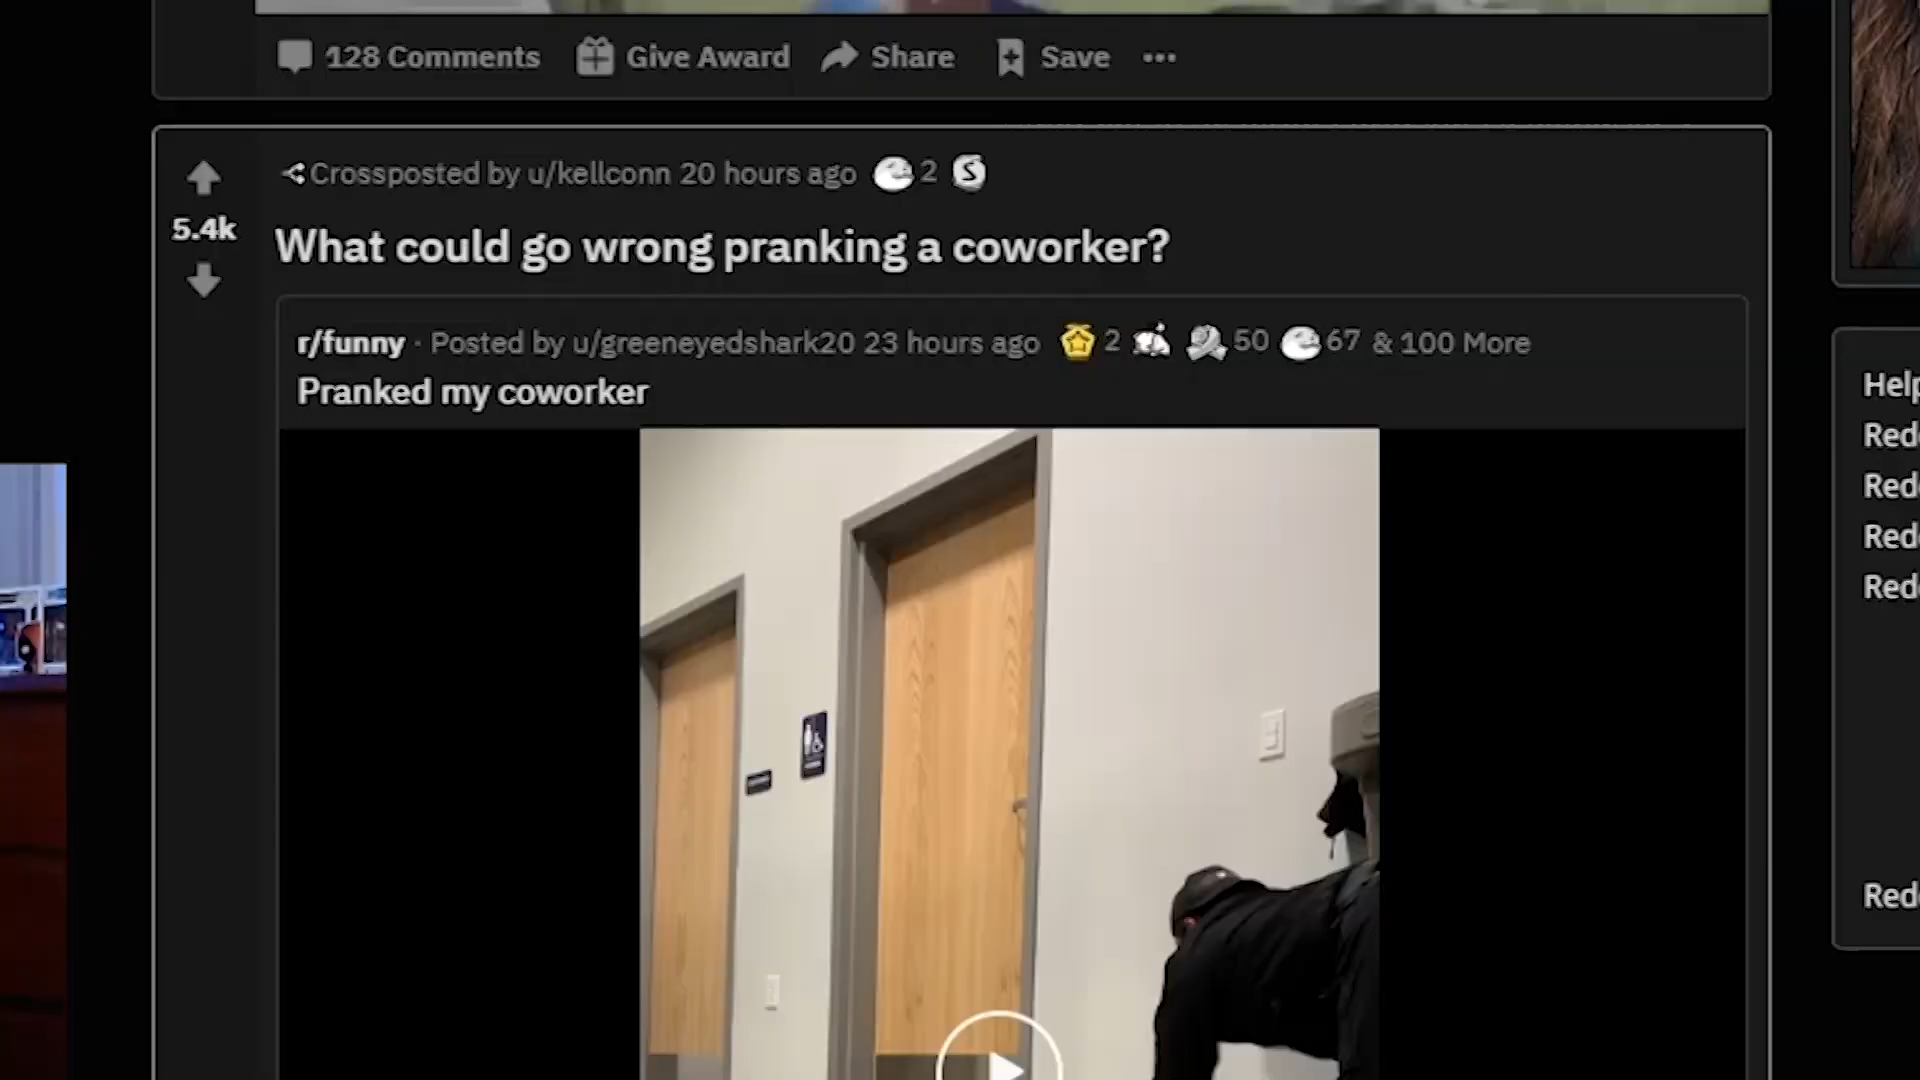 128 Comments Give Award Share Save
Crossposted by u/kellconn 20 hours ago 2
5.4k
What could go wrong pranking a coworker?
r/funny · Posted by u/greeneyedshark20 23 hours ago 2 50 67 & 100 More
Pranked my coworker